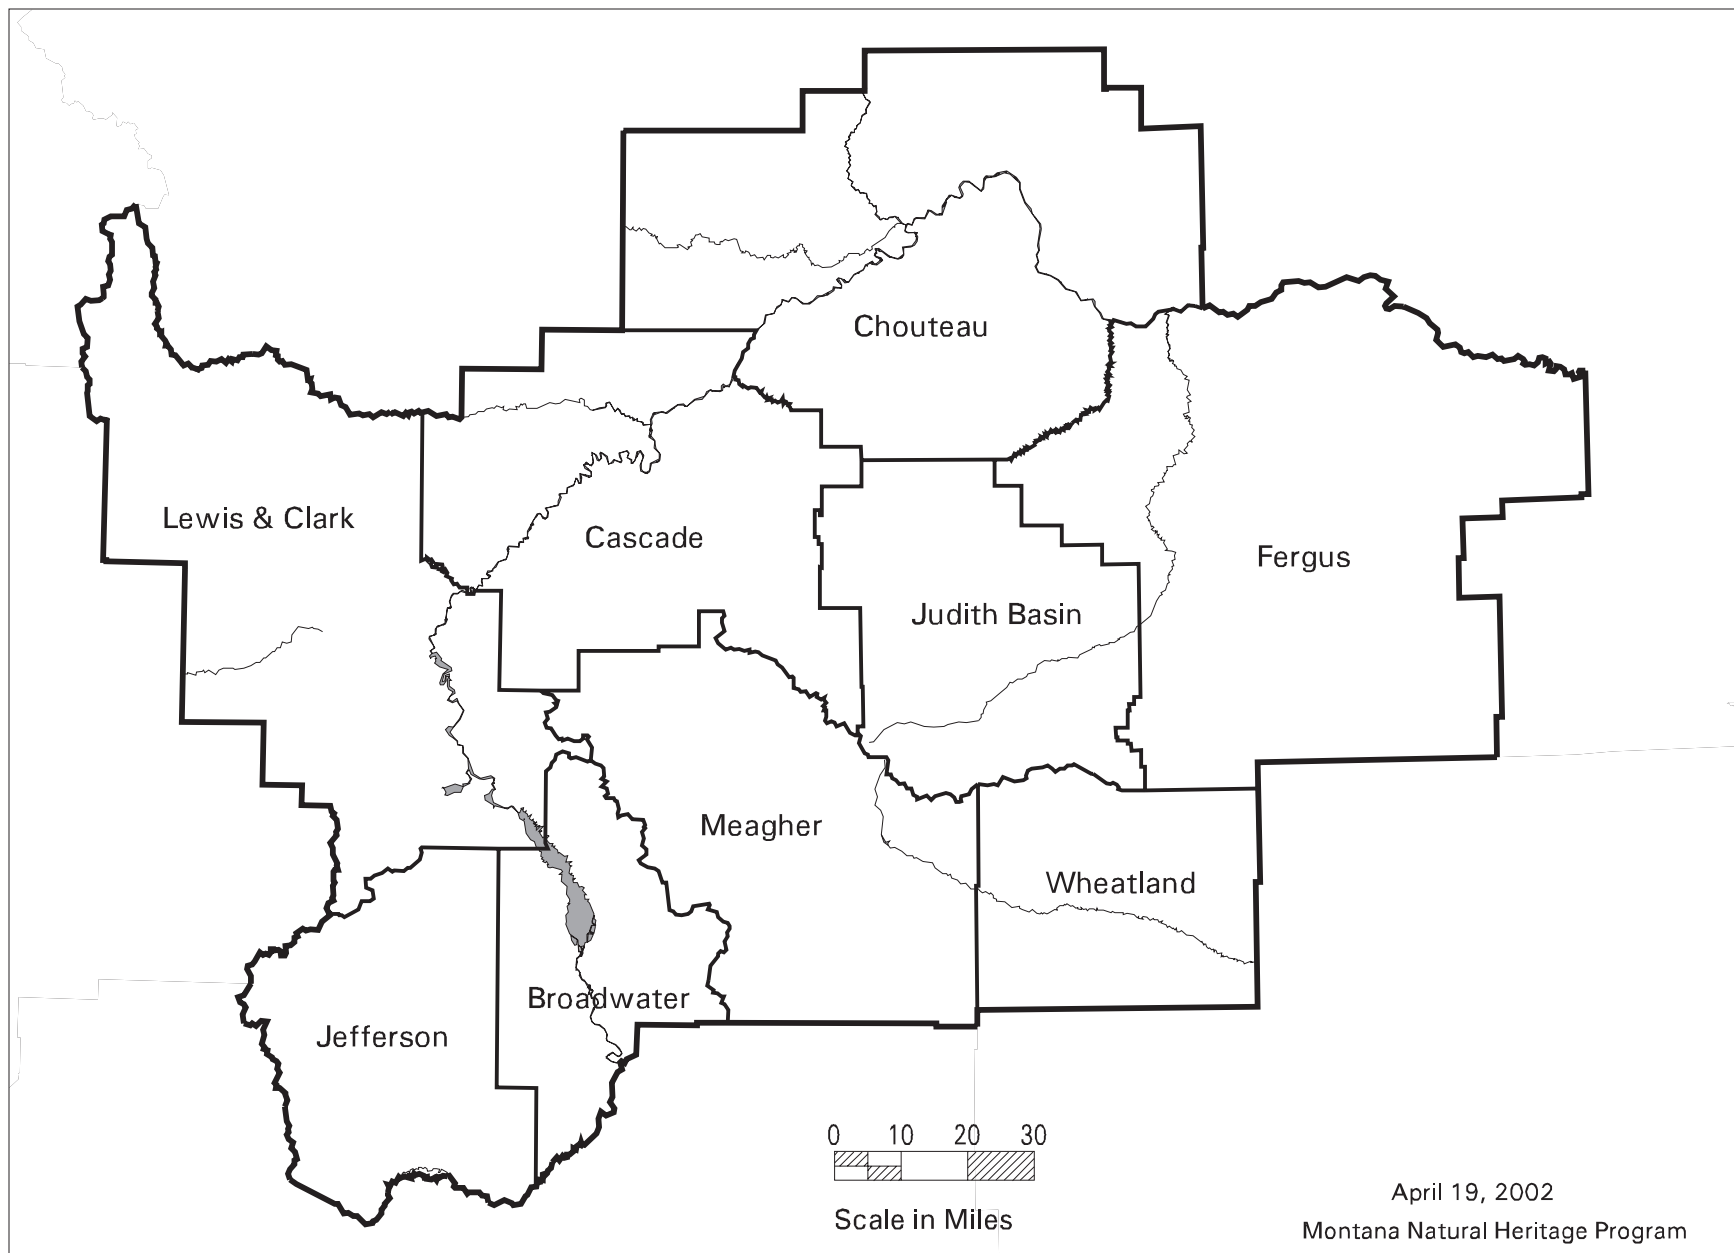 Chouteau
Lewis & Clark
Cascade
Fergus
Judith Basin
Meagher
Wheatland
Broadwater
Jefferson
0 10 20 30
Scale in Miles
April 19, 2002
Montana Natural Heritage Program